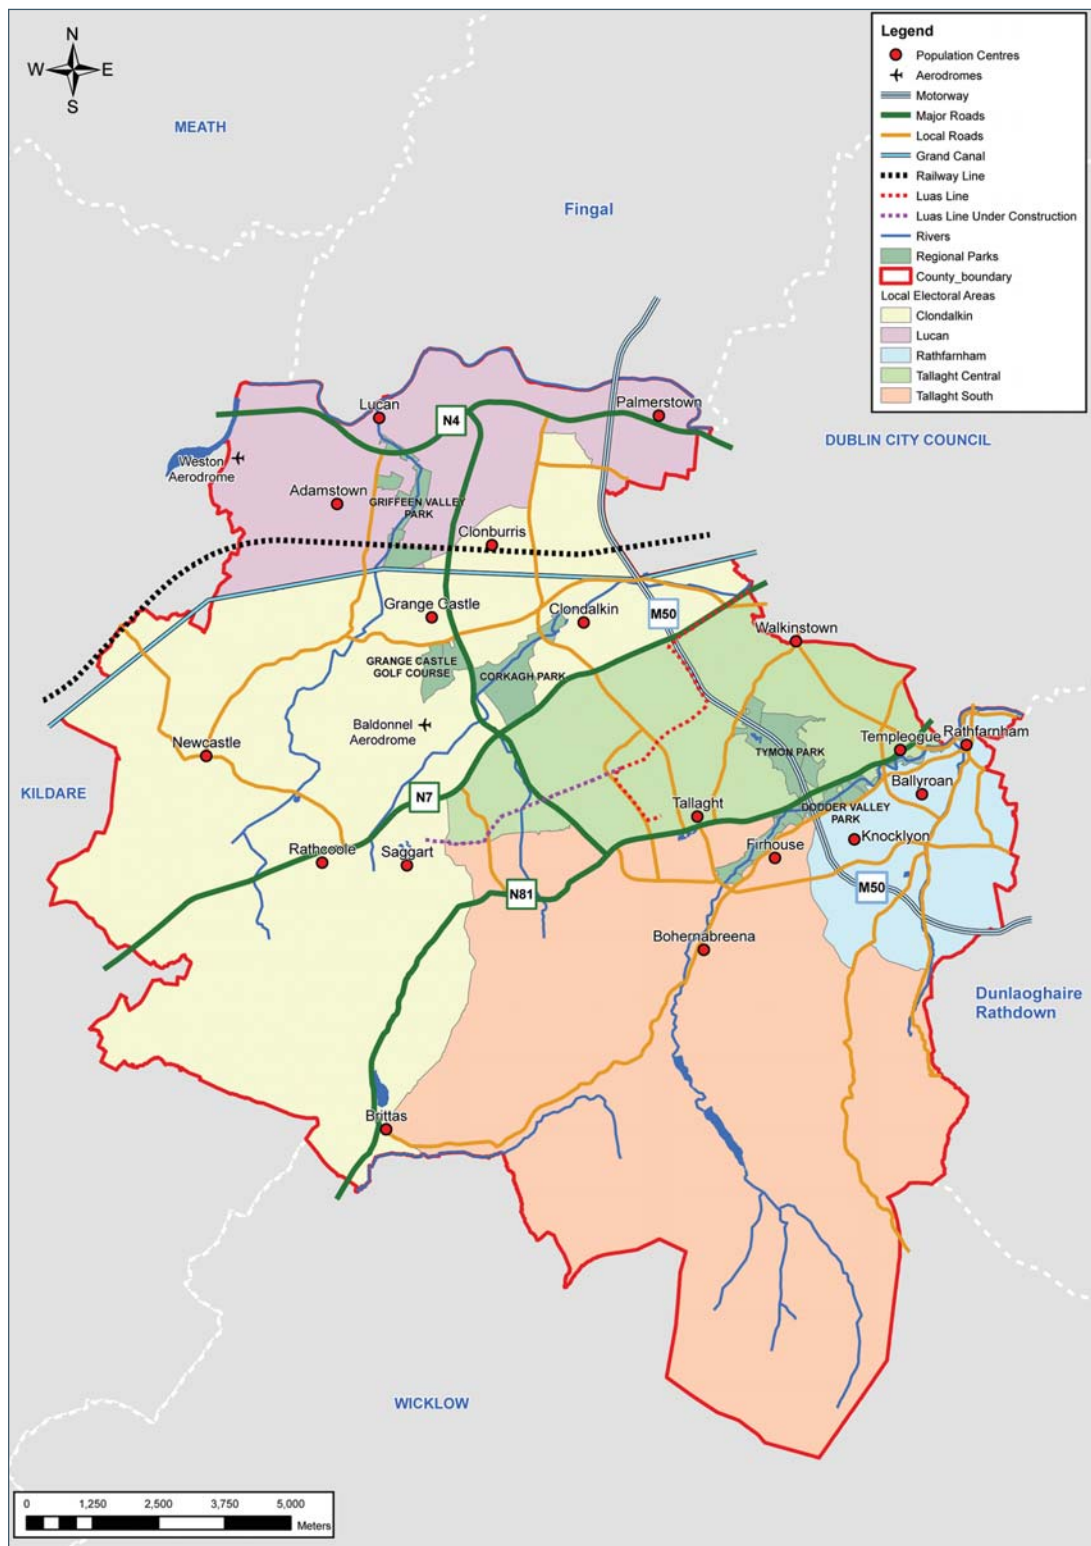 N
W E
S
MEATH
Fingal
Legend
Population Centres
Aerodromes
Motorway
Major Roads
Local Roads
Grand Canal
Railway Line
Luas Line
Luas Line Under Construction
Rivers
Regional Parks
County_boundary
Local Electoral Areas
Clondalkin
Lucan
Rathfarnham
Tallaght Central
Tallaght South
Lucan
N4
Palmerstown
DUBLIN CITY COUNCIL
Weston
Aerodrome
Adamstown
GRIFFEEN VALLEY
PARK
Clonburris
Grange Castle
Clondalkin
M50
Walkinstown
GRANGE CASTLE
GOLF COURSE
CORKAGH PARK
Baldonnel
Aerodrome
Newcastle
TYMON PARK
Templeogue
Rathfarnham
KILDARE
N7
Tallaght
Ballyroan
DODDER VALLEY
PARK
Knocklyon
Rathcoole
Saggart
Firhouse
N81
M50
Bohernabreena
Dunlaoghaire
Rathdown
Brittas
WICKLOW
0 1,250 2,500 3,750 5,000
Meters